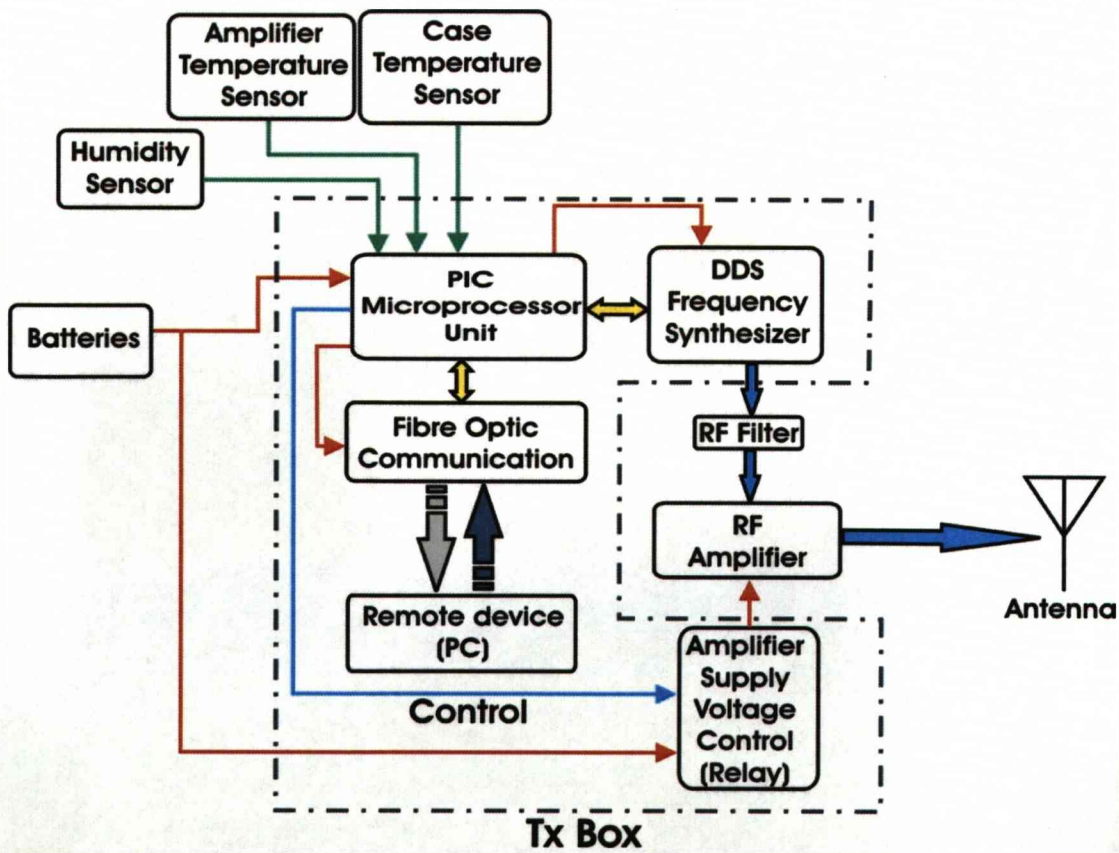 Amplifier
Temperature
Sensor
Case
Temperature
Sensor
Humidity
Sensor
PIC
Microprocessor
Unit
DDS
Frequency
Synthesizer
Batteries
Fibre Optic
Communication
RF Filter
RF
Amplifier
Remote device
(PC)
Antenna
Amplifier
Supply
Voltage
Control
(Relay)
Control
Tx Box